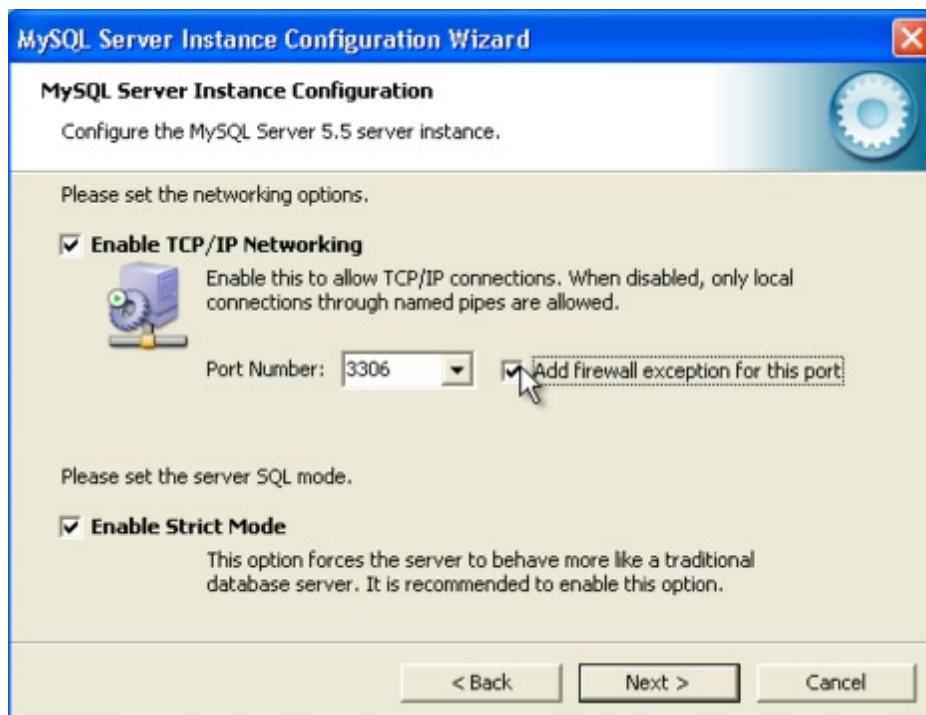 MySQL Server Instance Configuration Wizard
MySQL Server Instance Configuration
Configure the MySQL Server 5.5 server instance.
Please set the networking options.
Enable TCP/IP Networking
Enable this to allow TCP/IP connections. When disabled, only local
connections through named pipes are allowed.
Port Number: 3306 Add firewall exception for this port
Please set the server SQL mode.
Enable Strict Mode
This option forces the server to behave more like a traditional
database server. It is recommended to enable this option.
< Back Next > Cancel